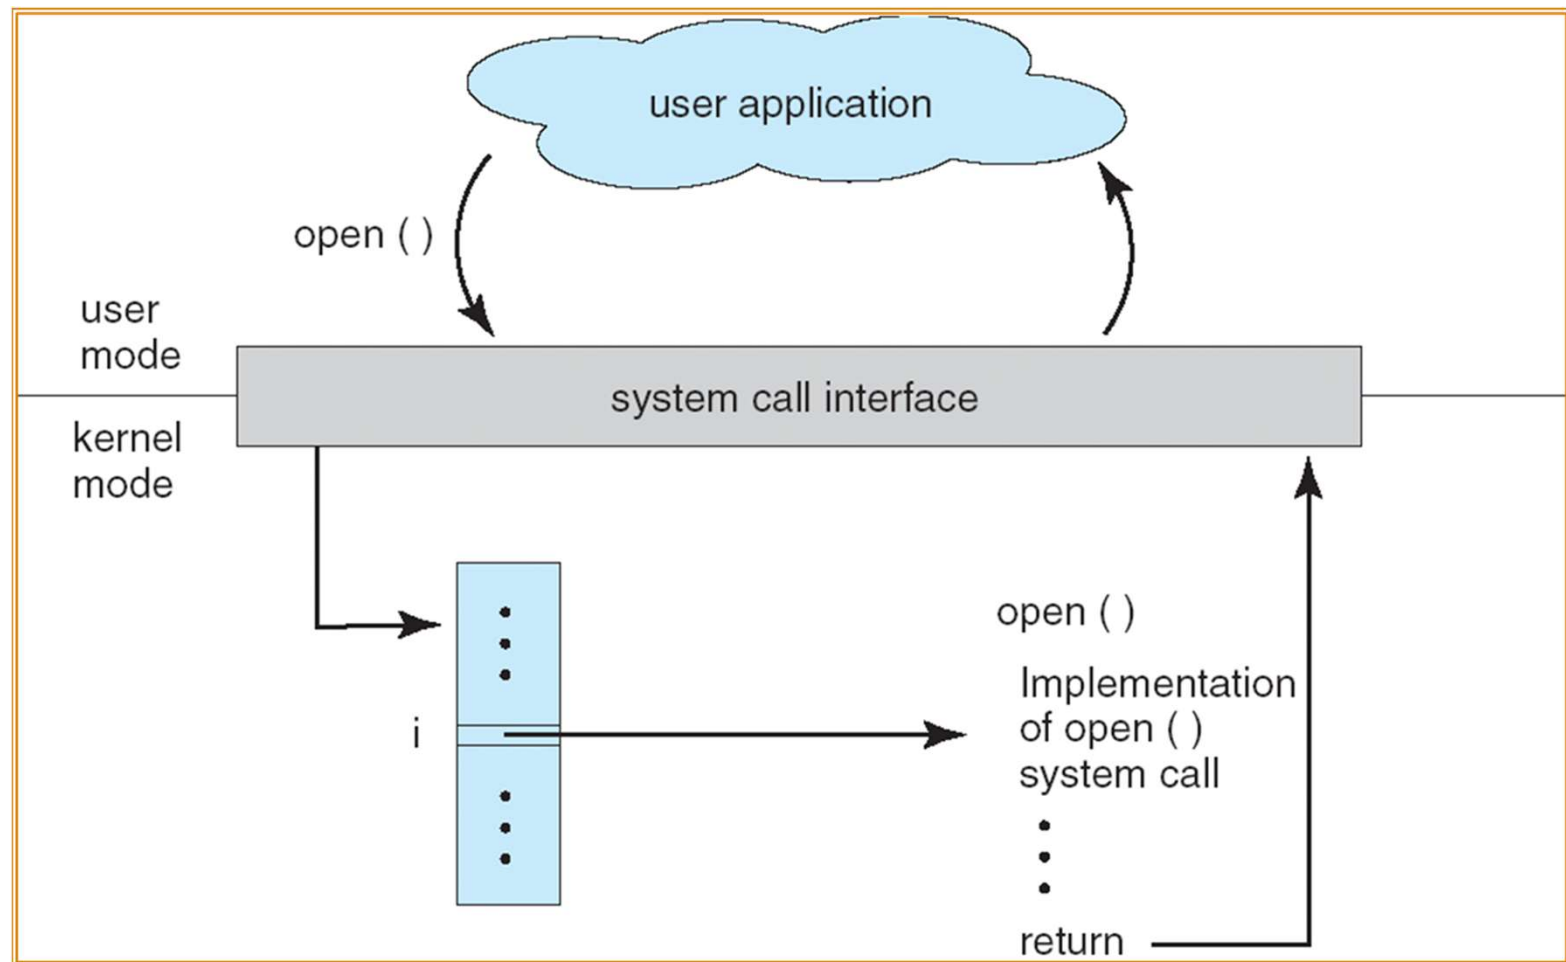 user application
open ( )
user
mode
system call interface
kernel
mode
open ( )
Implementation
of open ( )
system call
i
return